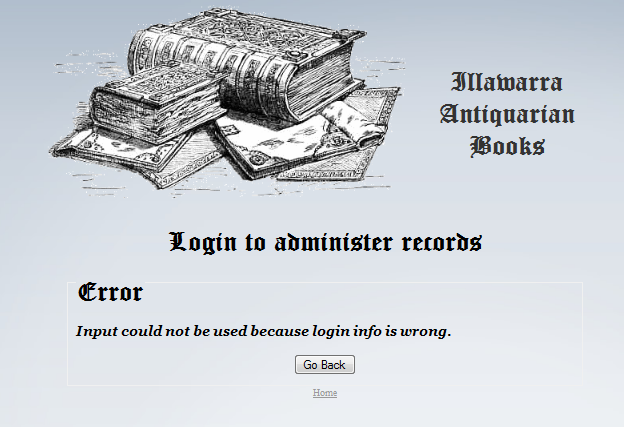 Illawarra
Antiquarian
Books
Login to administer records
Error
Input could not be used because login info is wrong.
Go Back
Home